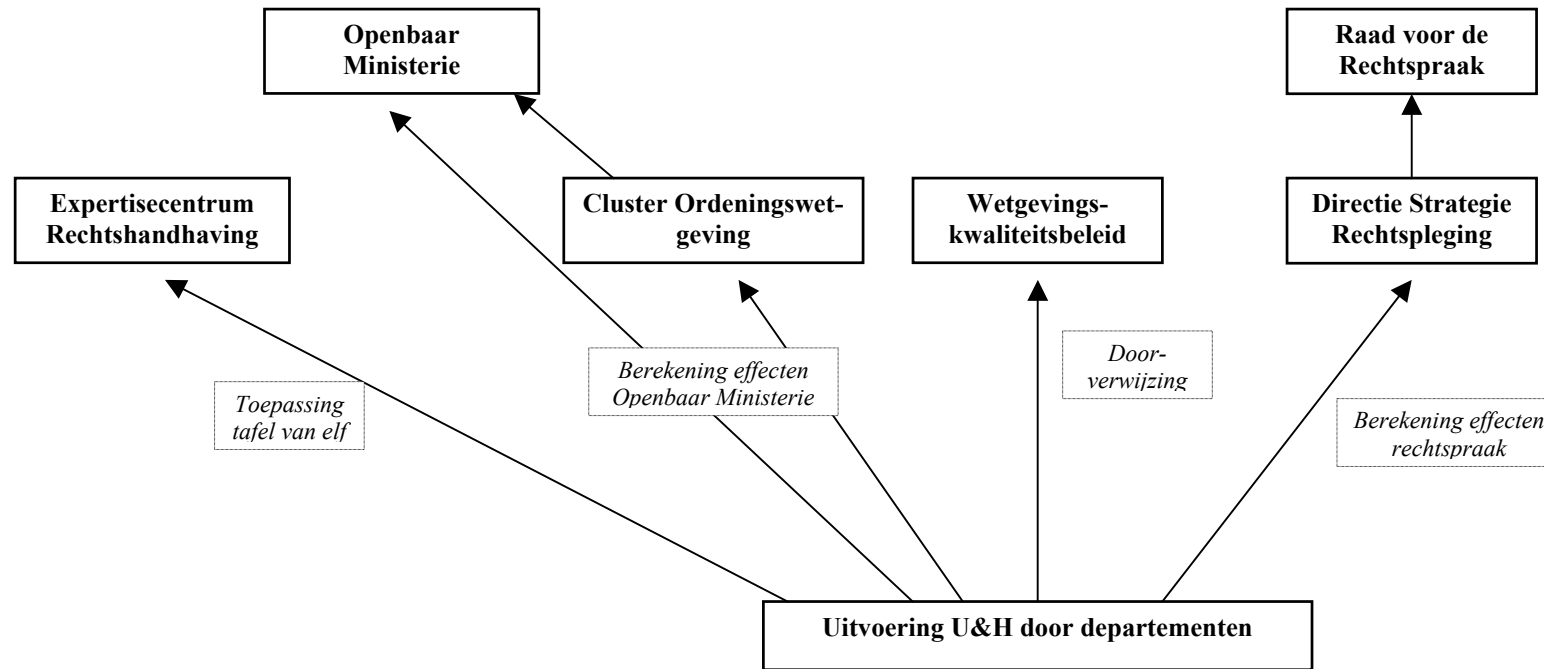 Openbaar
Ministerie
Raad voor de
Rechtspraak
Expertisecentrum
Rechtshandhaving
Cluster Ordeningswet-
geving
Wetgevings-
kwaliteitsbeleid
Directie Strategie
Rechtspleging
Toepassing
tafel van elf
Berekening effecten
Openbaar Ministerie
Door-
verwijzing
Berekening effecten
rechtspraak
Uitvoering U&H door departementen